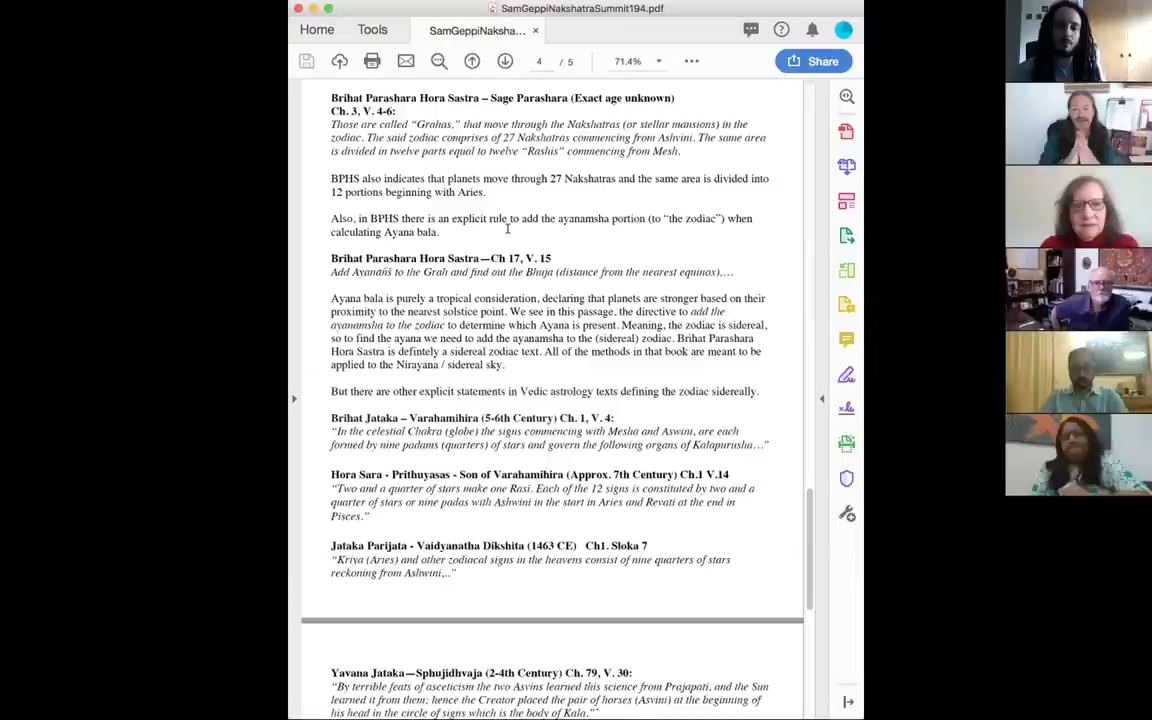 SamGeppiNakshatraSummit194.pdf
Home
Tools
SamGeppiNaksha...
4 / 5
71.4%
Share
Brihat Parashara Hora Sastra – Sage Parashara (Exact age unknown)
Ch. 3, V. 4-6:
Those are called “Grahas,” that move through the Nakshatras (or stellar mansions) in the
zodiac. The said zodiac comprises of 27 Nakshatras commencing from Ashvini. The same area
is divided in twelve parts equal to twelve “Rashis” commencing from Mesh.
BPHS also indicates that planets move through 27 Nakshatras and the same area is divided into
12 portions beginning with Aries.
Also, in BPHS there is an explicit rule to add the ayanamsha portion (to “the zodiac”) when
calculating Ayana bala.
Brihat Parashara Hora Sastra—Ch 17, V. 15
Add Ayanáńś to the Grah and find out the Bhuja (distance from the nearest equinox),…
Ayana bala is purely a tropical consideration, declaring that planets are stronger based on their
proximity to the nearest solstice point. We see in this passage, the directive to add the
ayanamsha to the zodiac to determine which Ayana is present. Meaning, the zodiac is sidereal,
so to find the ayana we need to add the ayanamsha to the (sidereal) zodiac. Brihat Parashara
Hora Sastra is defintely a sidereal zodiac text. All of the methods in that book are meant to be
applied to the Nirayana / sidereal sky.
But there are other explicit statements in Vedic astrology texts defining the zodiac sidereally.
Brihat Jataka – Varahamihira (5-6th Century) Ch. 1, V. 4:
“In the celestial Chakra (globe) the signs commencing with Mesha and Aswini, are each
formed by nine padams (quarters) of stars and govern the following organs of Kalapurusha…”
Hora Sara - Prithuyasas - Son of Varahamihira (Approx. 7th Century) Ch.1 V.14
“Two and a quarter of stars make one Rasi. Each of the 12 signs is constituted by two and a
quarter of stars or nine padas with Ashwini in the start in Aries and Revati at the end in
Pisces.”
Jataka Parijata - Vaidyanatha Dikshita (1463 CE) Ch1. Sloka 7
“Kriya (Aries) and other zodiacal signs in the heavens consist of nine quarters of stars
reckoning from Ashwini,..”
Yavana Jataka—Sphujidhvaja (2-4th Century) Ch. 79, V. 30:
“By terrible feats of asceticism the two Asvins learned this science from Prajapati, and the Sun
learned it from them; hence the Creator placed the pair of horses (Asvini) at the beginning of
his head in the circle of signs which is the body of Kala.”